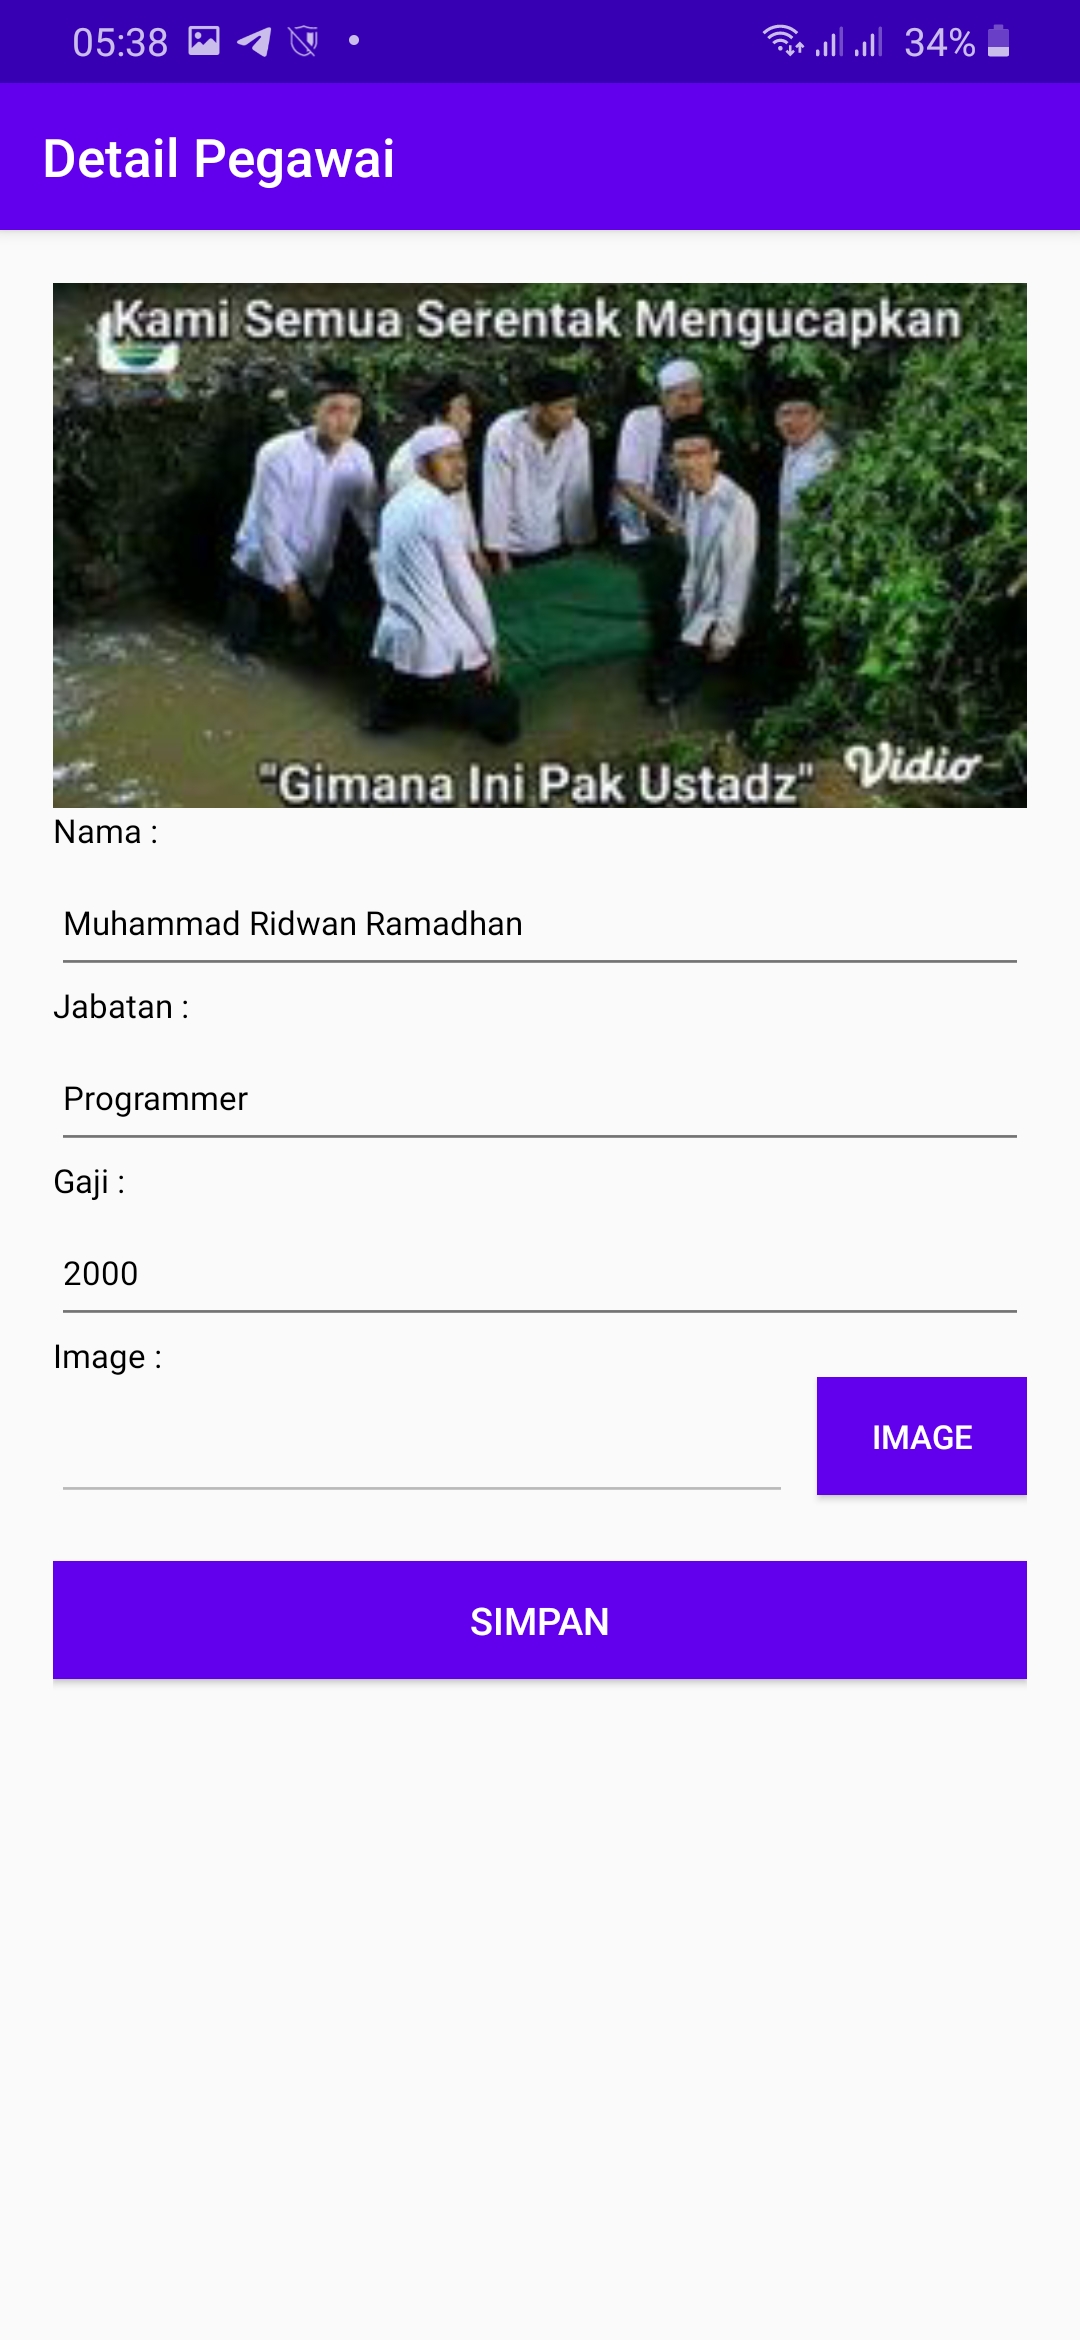 05:38
34%
Detail Pegawai
Kami Semua Serentak Mengucapkan
"Gimana Ini Pak Ustadz"
Vidio
Nama :
Muhammad Ridwan Ramadhan
Jabatan :
Programmer
Gaji :
2000
Image :
IMAGE
SIMPAN